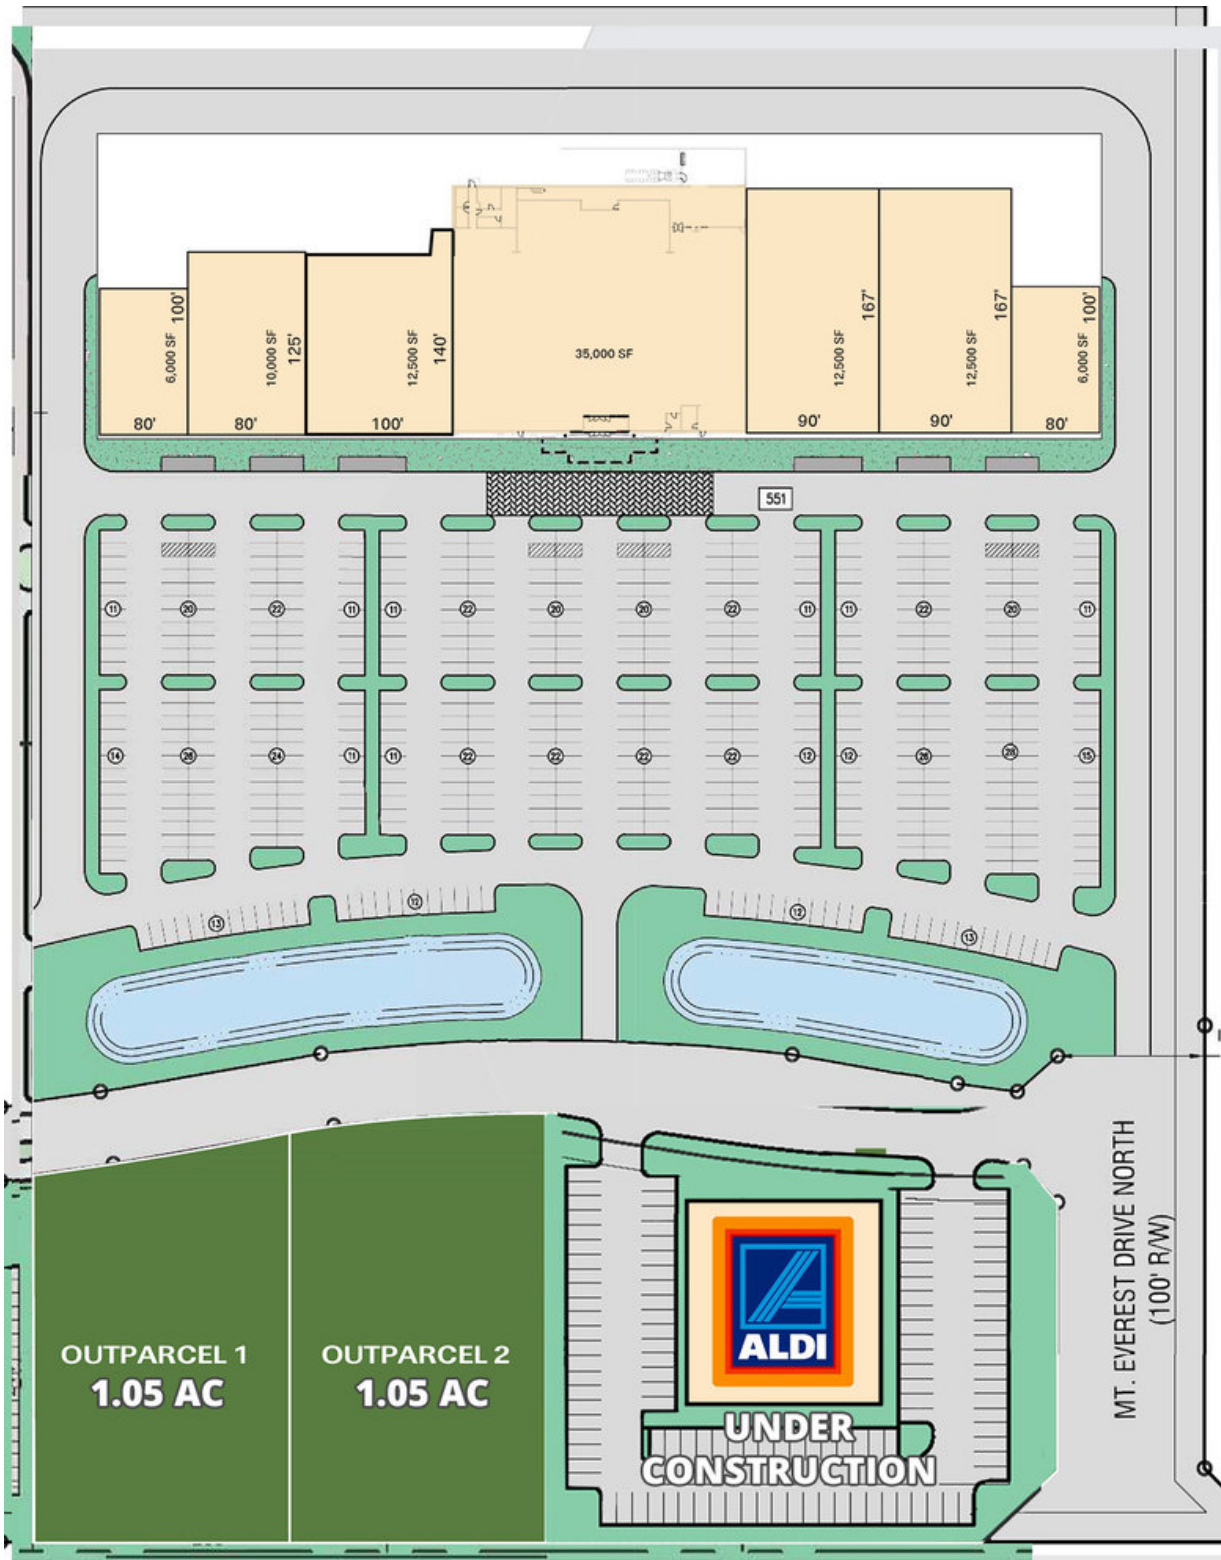 100'
6,000 SF
80'
10,000 SF
125'
80'
12,500 SF
140'
100'
35,000 SF
12,500 SF
167'
90'
12,500 SF
167'
90'
6,000 SF
100'
80'
551
11 20 22 11 11 22 20 20 22 11 11 22 20 11
14 26 24 11 11 22 22 22 22 12 12 26 28 15
13 12 12 13
OUTPARCEL 1
1.05 AC
OUTPARCEL 2
1.05 AC
ALDI
UNDER
CONSTRUCTION
MT. EVEREST DRIVE NORTH
(100' R/W)